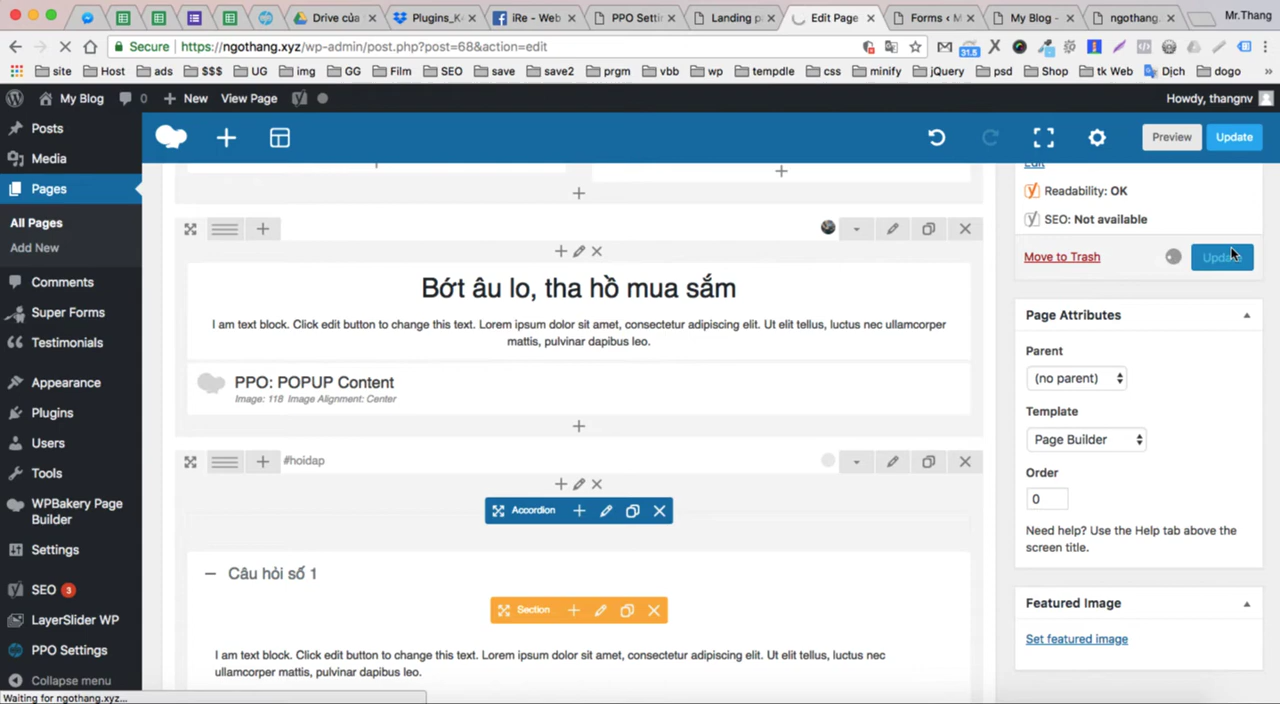 Mr.Thang
Drive của
Plugins_K
iRe - Web
PPO Setti
Landing p
Edit Page
Forms ‹ M
My Blog -
ngothang.
Secure https://ngothang.xyz/wp-admin/post.php?post=68&action=edit
31.5
site Host ads $$$ UG img GG Film SEO save save2 prgm vbb wp tempdle css minify jQuery psd Shop tk Web Dịch dogo »
My Blog 0 + New View Page
Howdy, thangnv
Posts
Media
Pages
All Pages
Add New
Comments
Super Forms
Testimonials
Appearance
Plugins
Users
Tools
WPBakery Page
Builder
Settings
SEO 3
LayerSlider WP
PPO Settings
Collapse menu
Waiting for ngothang.xyz...
Preview
Update
Bớt âu lo, tha hồ mua sắm
I am text block. Click edit button to change this text. Lorem ipsum dolor sit amet, consectetur adipiscing elit. Ut elit tellus, luctus nec ullamcorper
mattis, pulvinar dapibus leo.
PPO: POPUP Content
Image: 118 Image Alignment: Center
#hoidap
Accordion
Câu hỏi số 1
Section
I am text block. Click edit button to change this text. Lorem ipsum dolor sit amet, consectetur adipiscing elit. Ut elit tellus, luctus nec
ullamcorper mattis, pulvinar dapibus leo.
Edit
Readability: OK
SEO: Not available
Move to Trash
Update
Page Attributes
Parent
(no parent)
Template
Page Builder
Order
0
Need help? Use the Help tab above the
screen title.
Featured Image
Set featured image